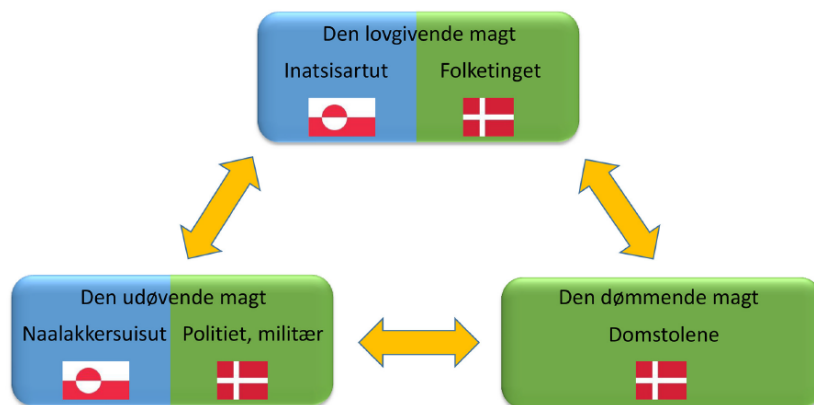 Den lovgivende magt
Inatsisartut Folketinget
Den udøvende magt
Naalakkersuisut Politiet, militær
Den dømmende magt
Domstolene